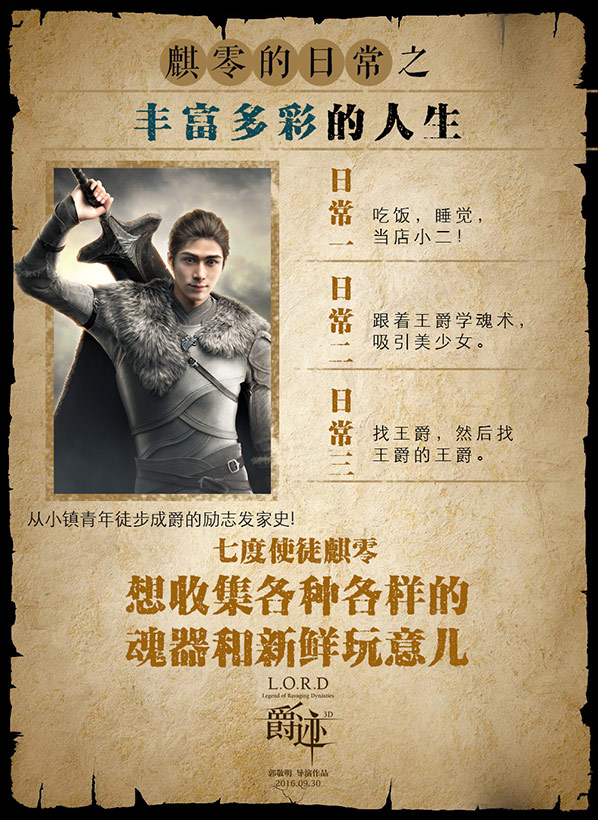 麒零的日常之
丰富多彩的人生
日常一
吃饭，睡觉，
当店小二！
日常二
跟着王爵学魂术，
吸引美少女。
日常三
找王爵，然后找
王爵的王爵。
从小镇青年徒步成爵的励志发家史!
七度使徒麒零
想收集各种各样的
魂器和新鲜玩意儿
L.O.R.D
Legend of Ravaging Dynasties
爵迹 3D
郭敬明 导演作品
2016.09.30